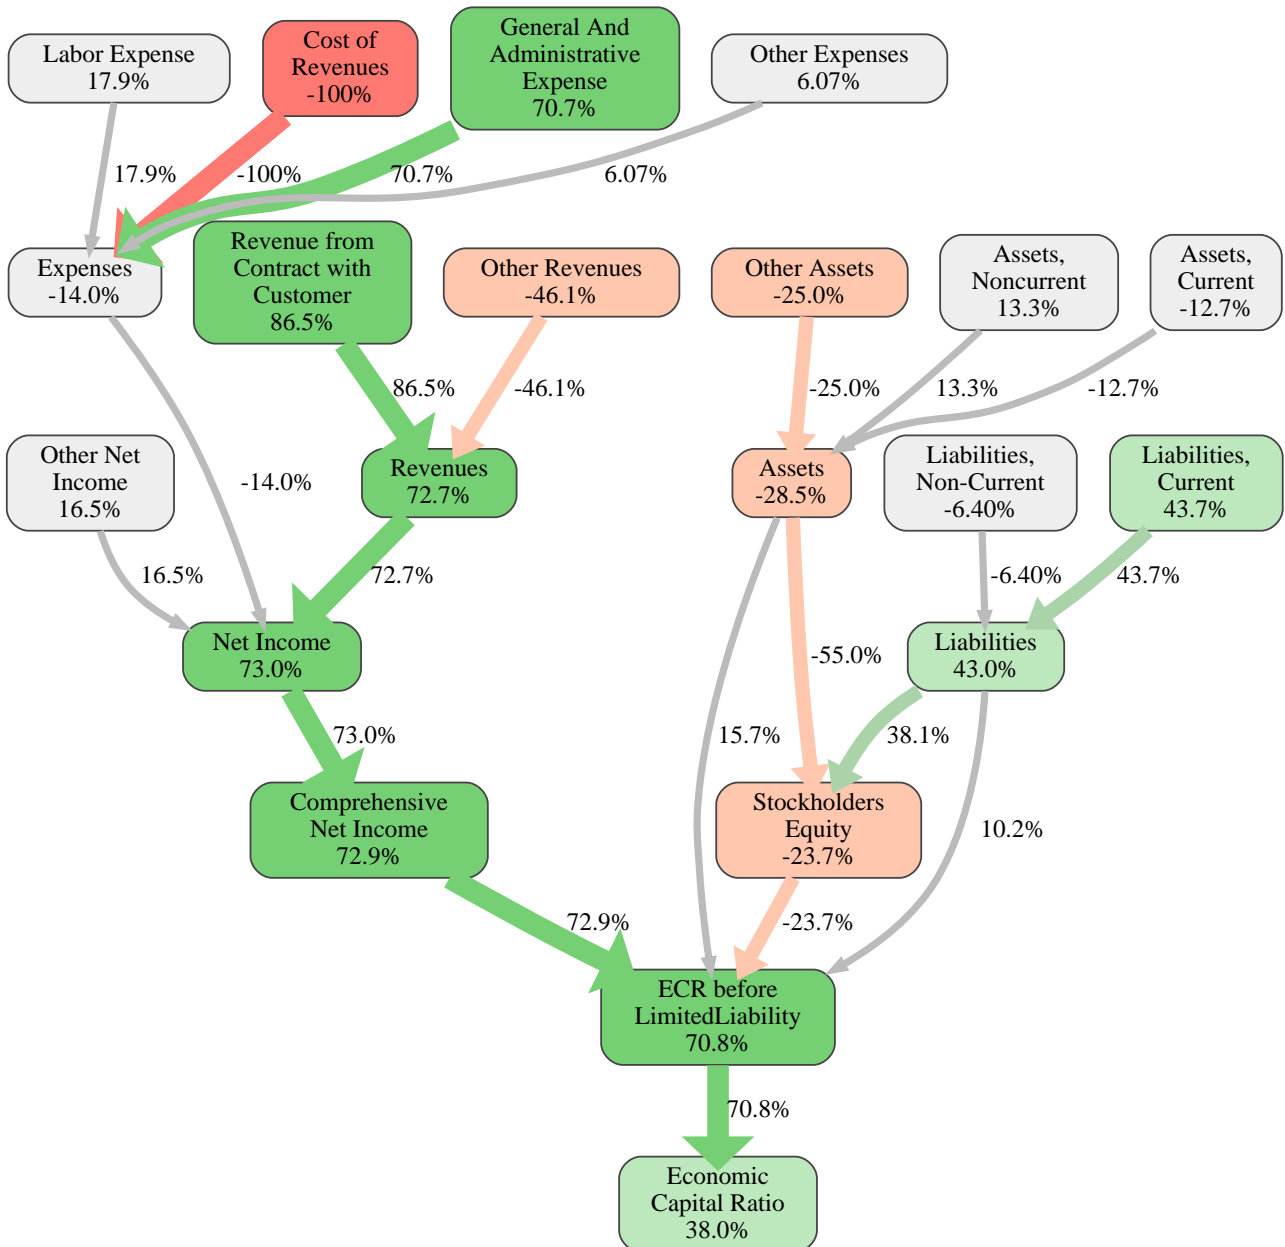 Labor Expense
17.9%
Cost of
Revenues
-100%
General And
Administrative
Expense
70.7%
Other Expenses
6.07%
17.9%
-100%
70.7%
6.07%
Expenses
-14.0%
Revenue from
Contract with
Customer
86.5%
Other Revenues
-46.1%
Other Assets
-25.0%
Assets,
Noncurrent
13.3%
Assets,
Current
-12.7%
86.5%
-46.1%
-25.0%
13.3%
-12.7%
Other Net
Income
16.5%
-14.0%
Revenues
72.7%
Assets
-28.5%
Liabilities,
Non-Current
-6.40%
Liabilities,
Current
43.7%
16.5%
72.7%
-6.40%
43.7%
Net Income
73.0%
-55.0%
Liabilities
43.0%
73.0%
15.7%
38.1%
Comprehensive
Net Income
72.9%
Stockholders
Equity
-23.7%
10.2%
72.9%
-23.7%
ECR before
LimitedLiability
70.8%
70.8%
Economic
Capital Ratio
38.0%